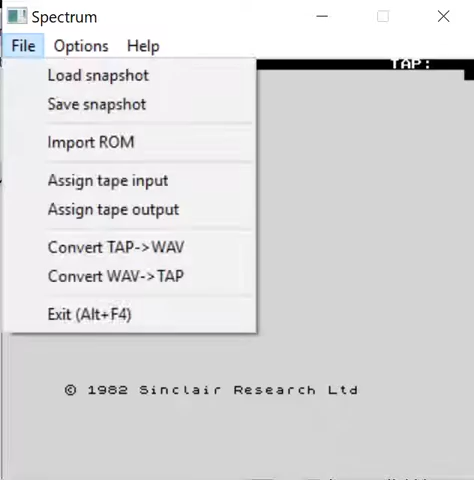 Spectrum
File Options Help
TAP:
Load snapshot
Save snapshot
Import ROM
Assign tape input
Assign tape output
Convert TAP->WAV
Convert WAV->TAP
Exit (Alt+F4)
© 1982 Sinclair Research Ltd